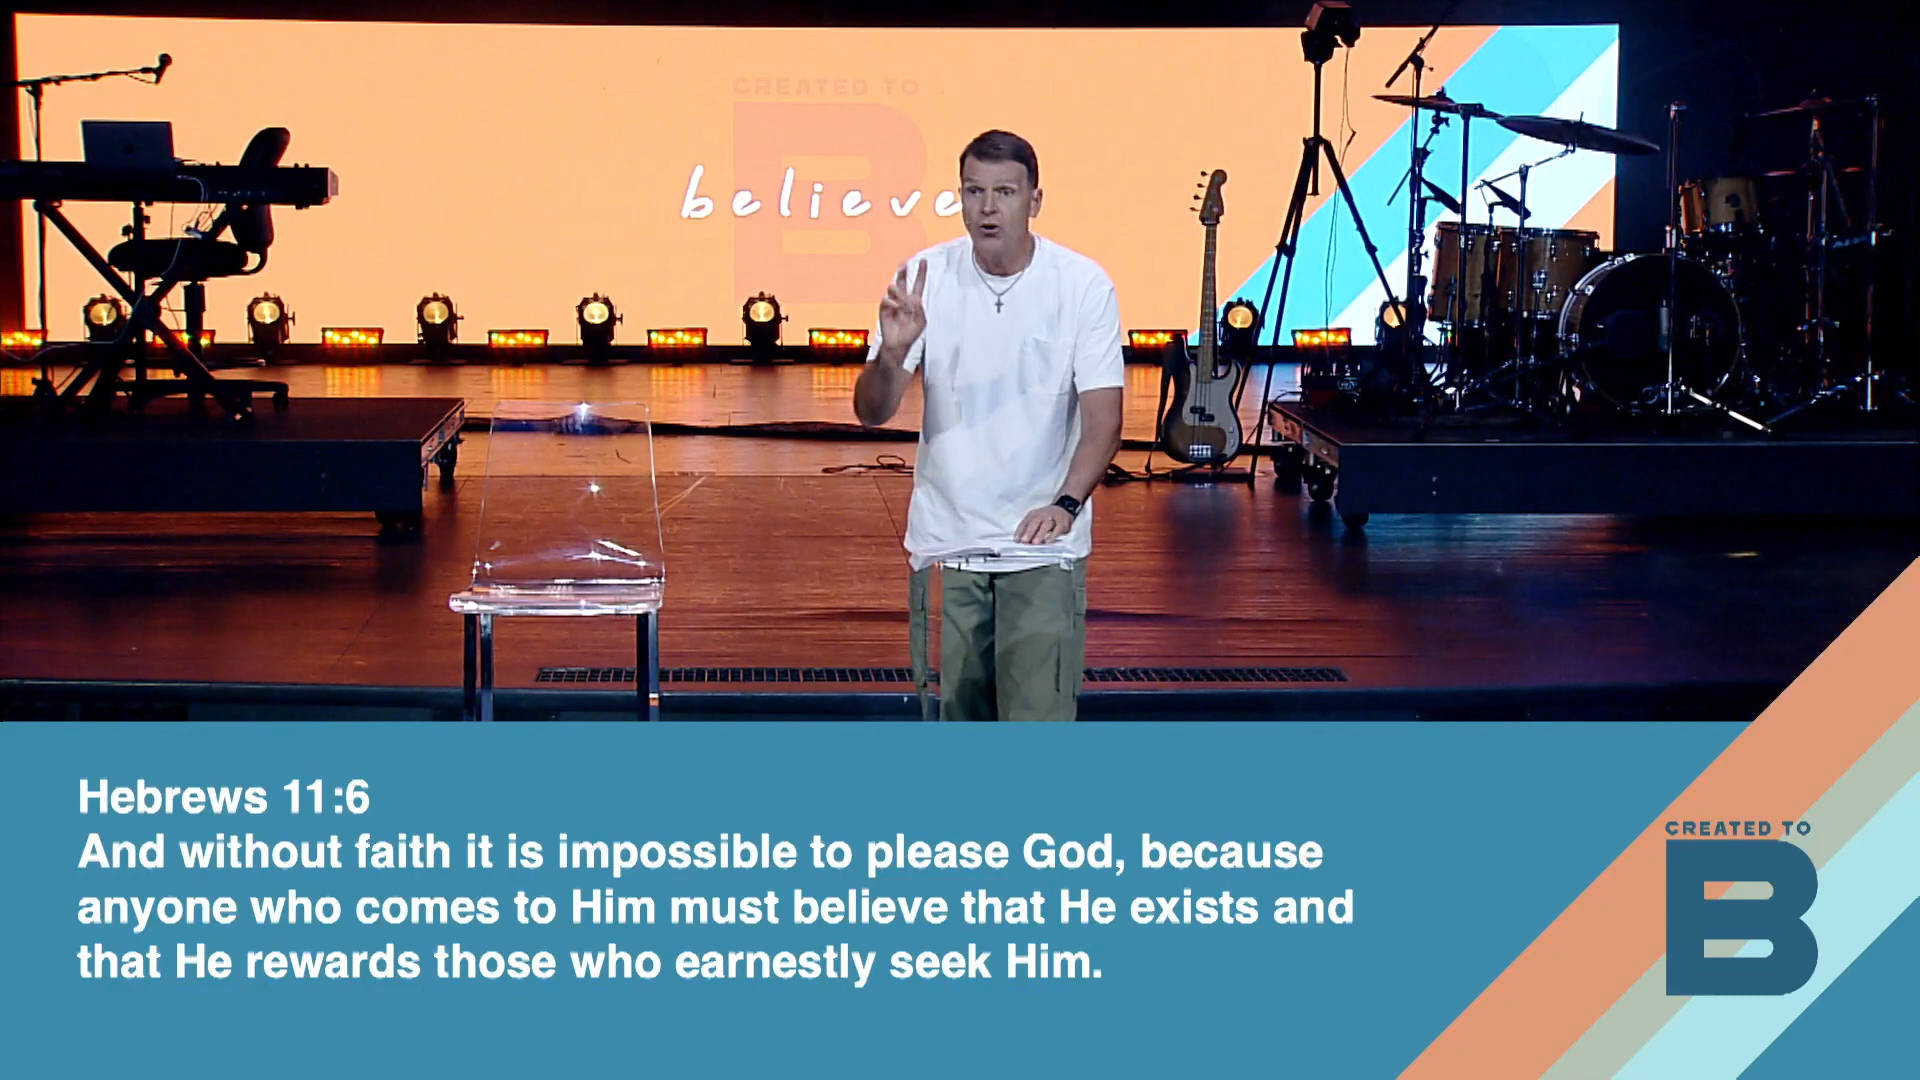 CREATED TO
B
believe
Hebrews 11:6
And without faith it is impossible to please God, because
anyone who comes to Him must believe that He exists and
that He rewards those who earnestly seek Him.
CREATED TO
B